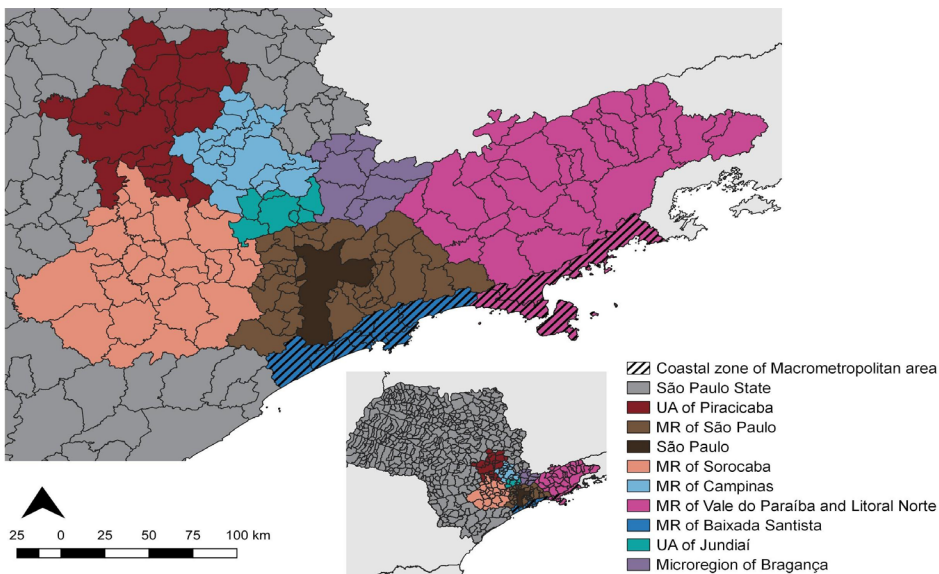 Coastal zone of Macrometropolitan area
São Paulo State
UA of Piracicaba
MR of São Paulo
São Paulo
MR of Sorocaba
MR of Campinas
MR of Vale do Paraíba and Litoral Norte
MR of Baixada Santista
UA of Jundiaí
Microregion of Bragança
25 0 25 50 75 100 km